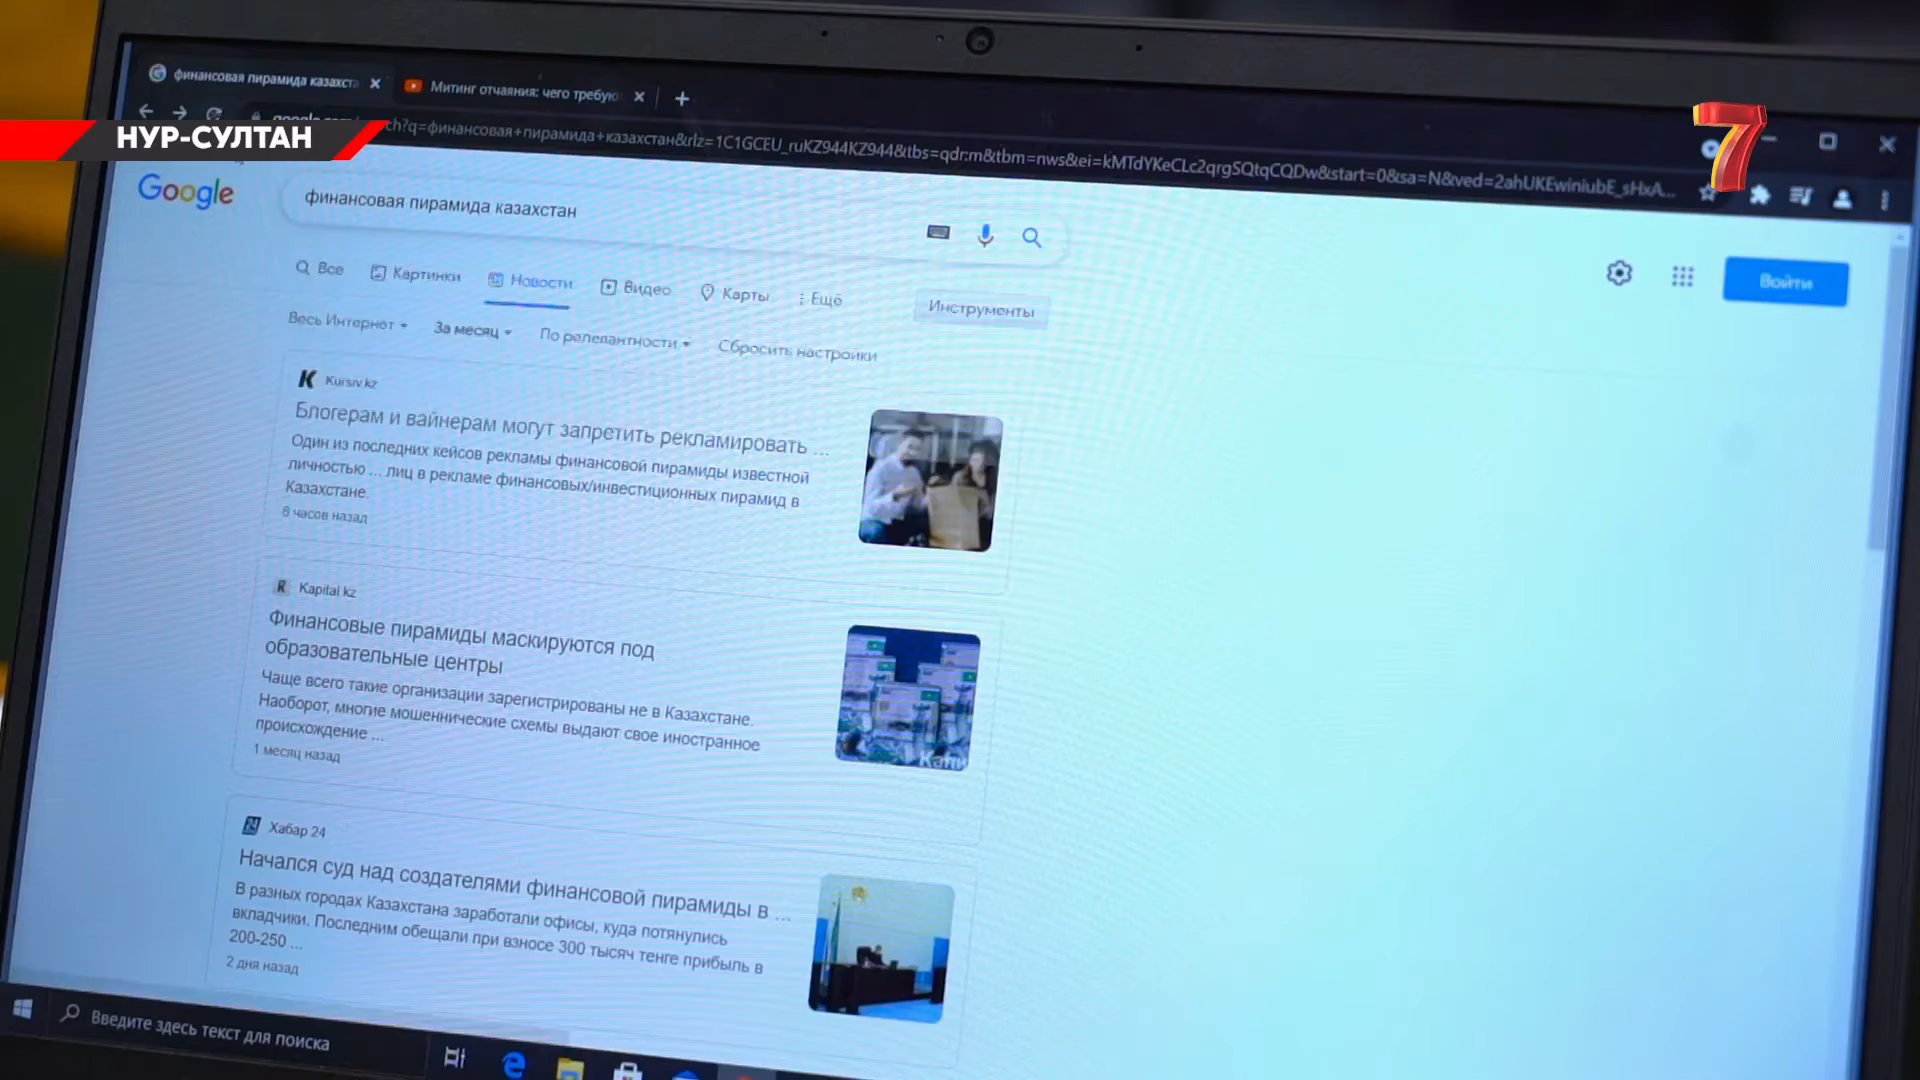 финансовая пирамида казахста
Митинг отчаяния: чего требую
НУР-СУЛТАН
ch?q=финансовая+пирамида+казахстан&rlz=1C1GCEU_ruKZ944KZ944&tbs=qdr:m&tbm=nws&ei=kMTdYKeCLc2qrgSQtqCQDw&start=0&sa=N&ved=2ahUKEwiniubE_sHxA...
7
Google
финансовая пирамида казахстан
Все
Картинки
Новости
Видео
Карты
Ещё
Инструменты
Войти
Весь Интернет
За месяц
По релевантности
Сбросить настройки
Kursiv.kz
Блогерам и вайнерам могут запретить рекламировать ...
Один из последних кейсов рекламы финансовой пирамиды известной
личностью ... лиц в рекламе финансовых/инвестиционных пирамид в
Казахстане.
6 часов назад
Kapital.kz
Финансовые пирамиды маскируются под
образовательные центры
Чаще всего такие организации зарегистрированы не в Казахстане.
Наоборот, многие мошеннические схемы выдают свое иностранное
происхождение ...
1 месяц назад
Хабар 24
Начался суд над создателями финансовой пирамиды в ...
В разных городах Казахстана заработали офисы, куда потянулись
вкладчики. Последним обещали при взносе 300 тысяч тенге прибыль в
200-250 ...
2 дня назад
Введите здесь текст для поиска